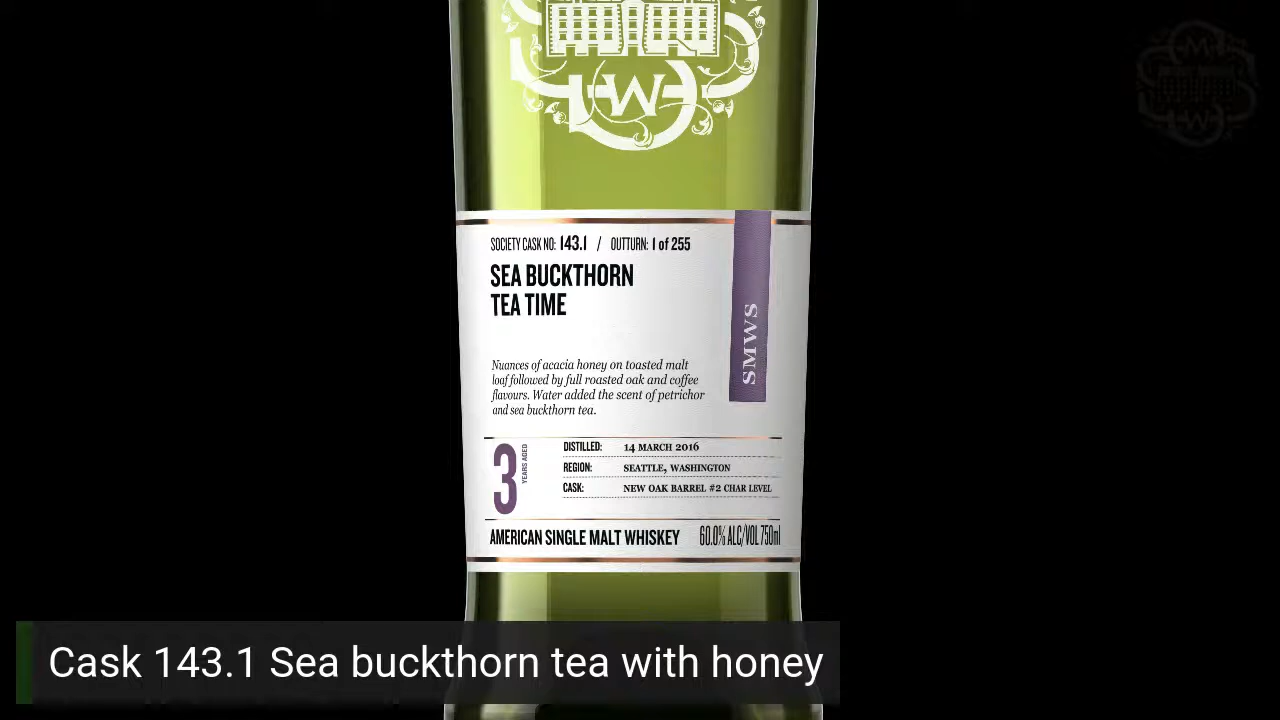 W
SOCIETY CASK NO: 143.1 / OUTTURN: 1 of 255
SEA BUCKTHORN
TEA TIME
SMWS
Nuances of acacia honey on toasted malt
loaf followed by full roasted oak and coffee
flavours. Water added the scent of petrichor
and sea buckthorn tea.
3 YEARS AGED
DISTILLED: 14 MARCH 2016
REGION: SEATTLE, WASHINGTON
CASK: NEW OAK BARREL #2 CHAR LEVEL
AMERICAN SINGLE MALT WHISKEY 60.0% ALC/VOL 750ml
Cask 143.1 Sea buckthorn tea with honey